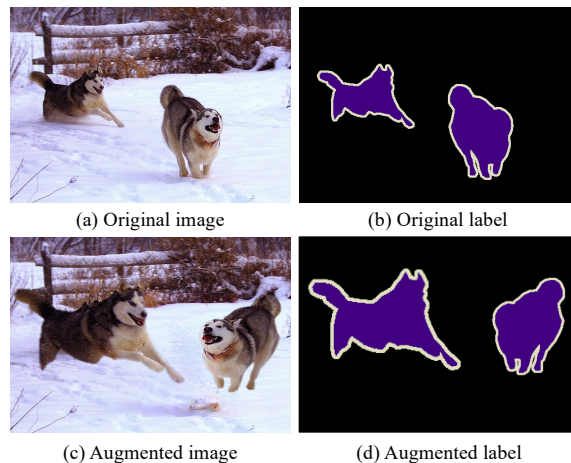 (a) Original image
(b) Original label
(c) Augmented image
(d) Augmented label